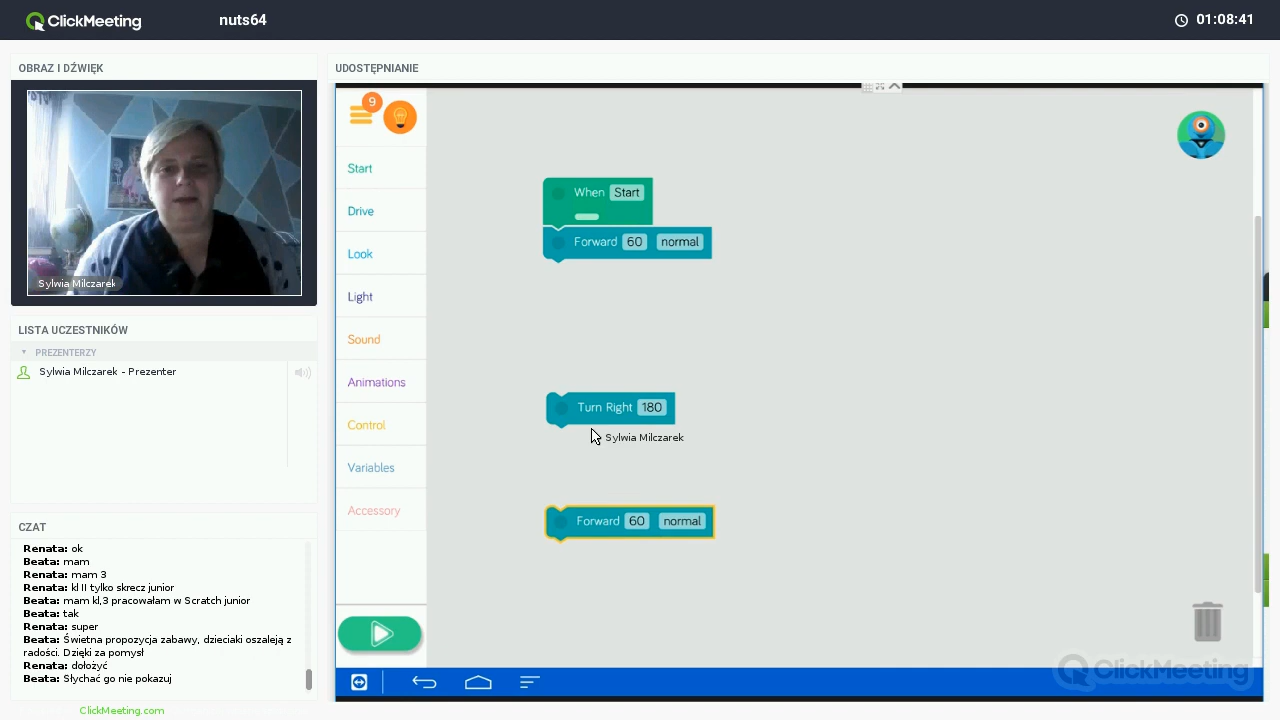 ClickMeeting
nuts64
01:08:41
OBRAZ I DŹWIĘK
Sylwia Milczarek
LISTA UCZESTNIKÓW
PREZENTERZY
Sylwia Milczarek - Prezenter
CZAT
Renata: ok
Beata: mam
Renata: mam 3
Renata: kl II tylko skrecz junior
Beata: mam kl,3 pracowałam w Scratch junior
Beata: tak
Renata: super
Beata: Świetna propozycja zabawy, dzieciaki oszaleją z
radości. Dzięki za pomysł
Renata: dołożyć
Beata: Słychać go nie pokazuj
ClickMeeting.com
UDOSTĘPNIANIE
9
Start
Drive
Look
Light
Sound
Animations
Control
Variables
Accessory
When Start
Forward 60 normal
Turn Right 180
Sylwia Milczarek
Forward 60 normal
ClickMeeting